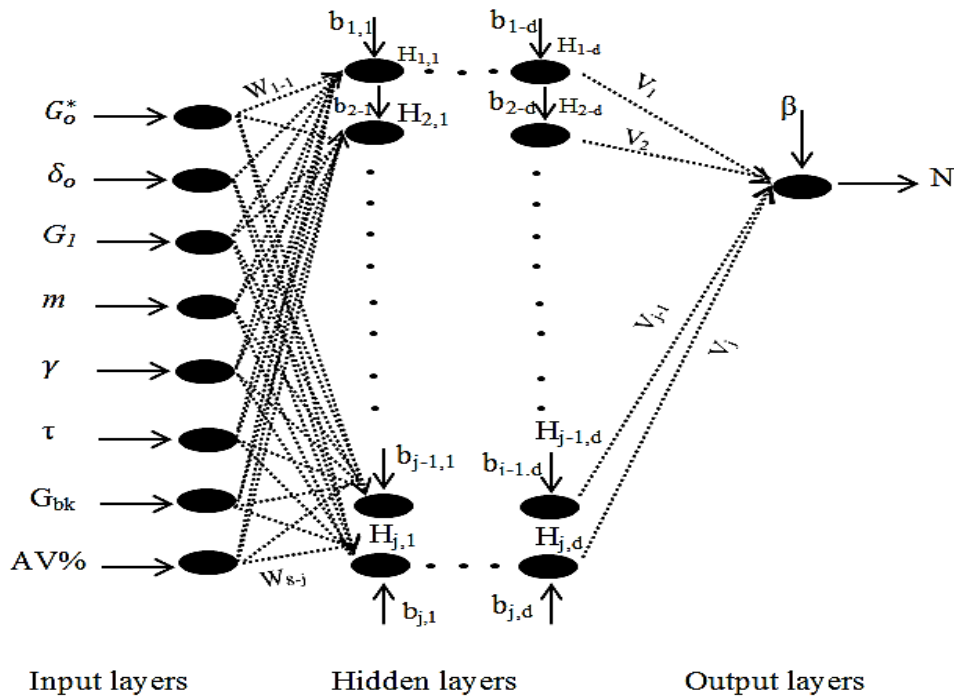 b1,1
b1-d
H1,1
H1-d
W1-1
V1
G*o
b2-1
H2,1
b2-d
H2-d
V2
β
δo
N
G1
m
Vj-1
γ
Vj
τ
Hj-1,d
bj-1,1
bi-1.d
Gbk
Hj,1
Hj,d
AV%
W8-j
bj,1
bj,d
Input layers
Hidden layers
Output layers